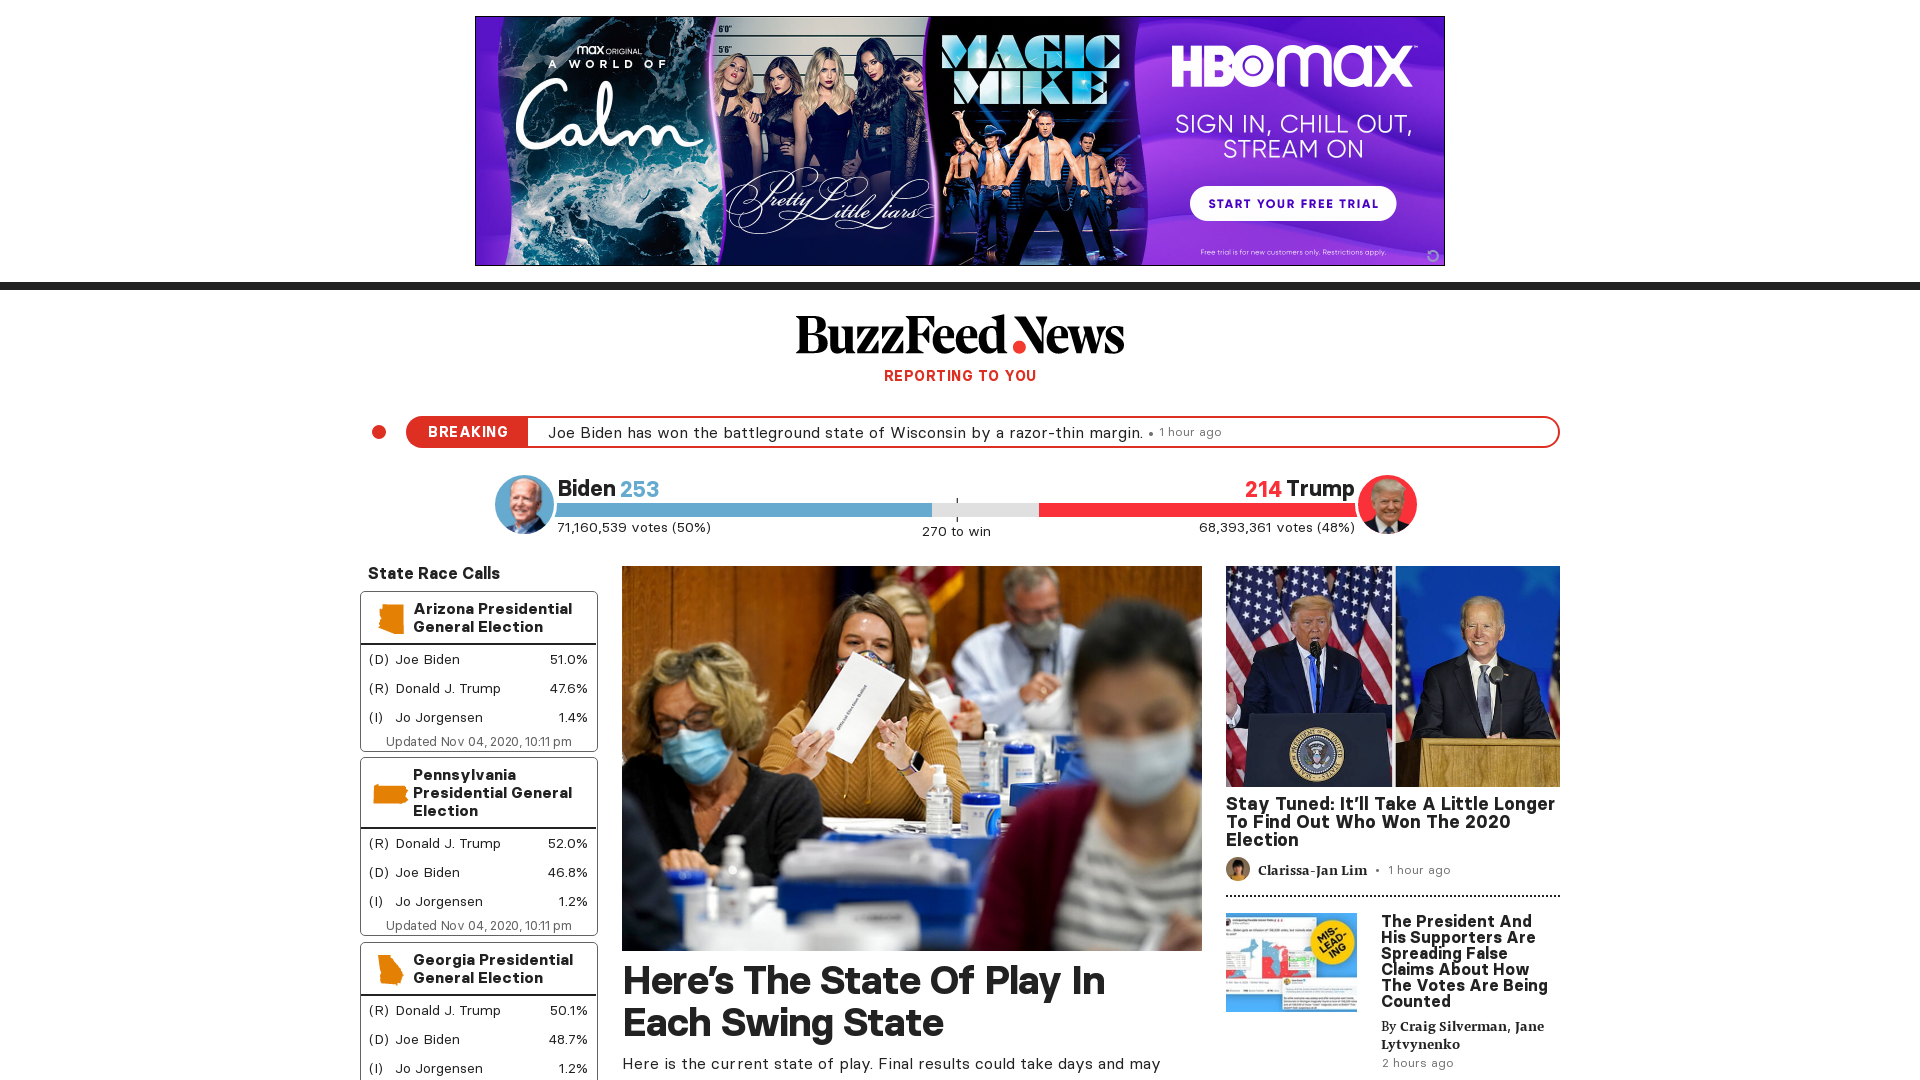 max ORIGINAL
A WORLD OF
Calm
6'0"
5'6"
Pretty Little Liars
MAGIC
MIKE
HBOmax
SIGN IN, CHILL OUT,
STREAM ON
START YOUR FREE TRIAL
Free trial is for new customers only. Restrictions apply.
BuzzFeed News
REPORTING TO YOU
BREAKING
Joe Biden has won the battleground state of Wisconsin by a razor-thin margin. • 1 hour ago
Biden 253
214 Trump
71,160,539 votes (50%)
270 to win
68,393,361 votes (48%)
State Race Calls
Arizona Presidential
General Election
(D) Joe Biden 51.0%
(R) Donald J. Trump 47.6%
(I) Jo Jorgensen 1.4%
Updated Nov 04, 2020, 10:11 pm
Pennsylvania
Presidential General
Election
(R) Donald J. Trump 52.0%
(D) Joe Biden 46.8%
(I) Jo Jorgensen 1.2%
Updated Nov 04, 2020, 10:11 pm
Georgia Presidential
General Election
(R) Donald J. Trump 50.1%
(D) Joe Biden 48.7%
(I) Jo Jorgensen 1.2%
Official Election Ballot
Here's The State Of Play In
Each Swing State
Here is the current state of play. Final results could take days and may
Stay Tuned: It'll Take A Little Longer
To Find Out Who Won The 2020
Election
Clarissa-Jan Lim • 1 hour ago
MIS-
LEAD-
ING
The President And
His Supporters Are
Spreading False
Claims About How
The Votes Are Being
Counted
By Craig Silverman, Jane
Lytvynenko
2 hours ago